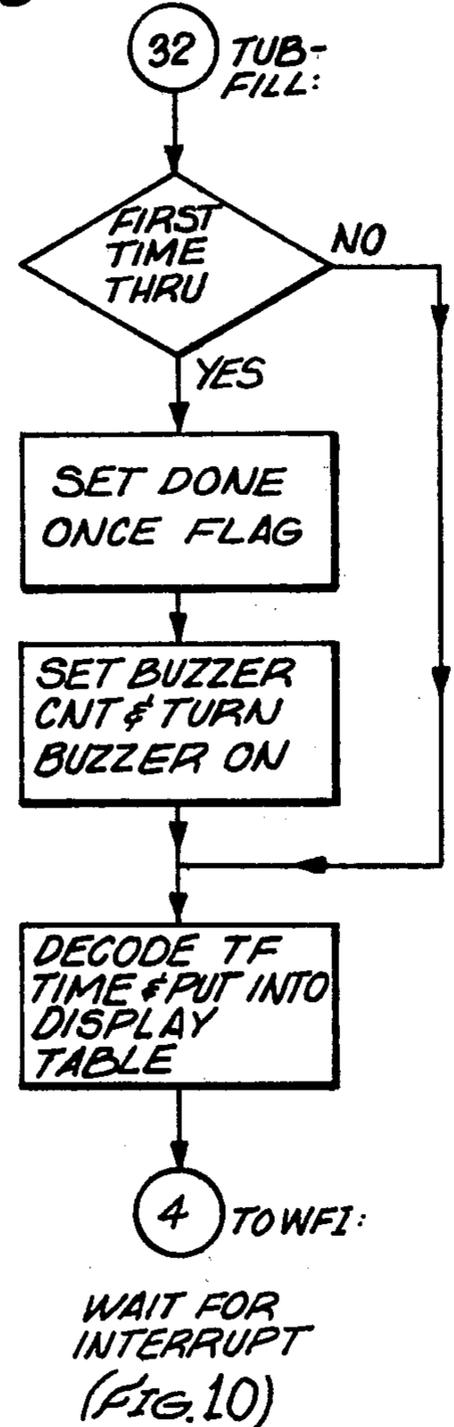 32 TUB-
FILL:
FIRST
TIME
THRU
NO
YES
SET DONE
ONCE FLAG
SET BUZZER
CNT & TURN
BUZZER ON
DECODE TF
TIME & PUT INTO
DISPLAY
TABLE
4 TO WFI:
WAIT FOR
INTERRUPT
(FIG. 10)